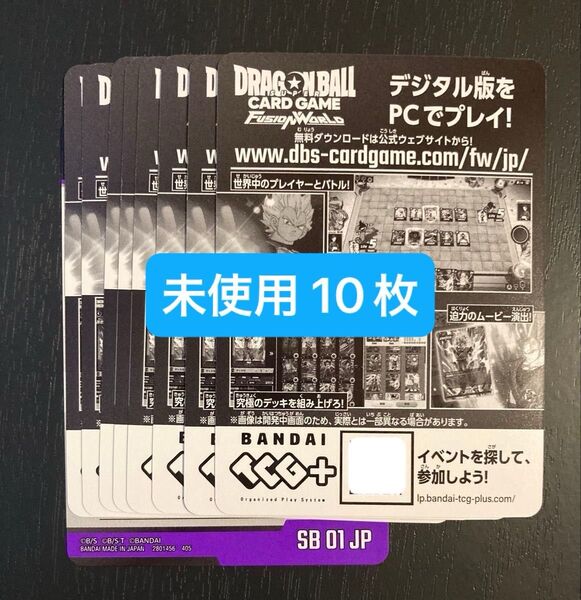 DRAGON BALL
SUPER
CARD GAME
FUSION WORLD
デジタル版を
PCでプレイ!
無料ダウンロードは公式ウェブサイトから!
www.dbs-cardgame.com/fw/jp/
世界中のプレイヤーとバトル!
未使用10枚
迫力のムービー演出!
究極のデッキを組み上げろ!
※画像は開発中画面のため、実際とは一部異なる場合があります。
BANDAI
TCG+
Organized Play System
イベントを探して、
参加しよう!
lp.bandai-tcg-plus.com/
©B/S ©B/S·T ©BANDAI
BANDAI MADE IN JAPAN 2801456 405
SB 01 JP